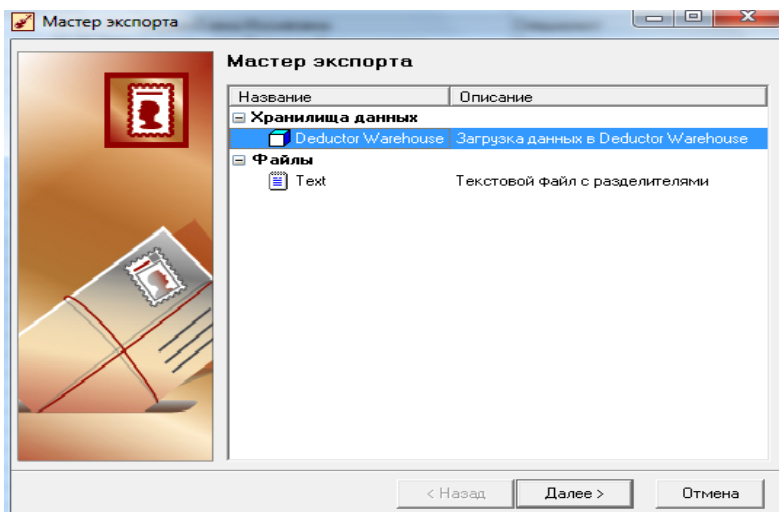 Мастер экспорта
Мастер экспорта
Название Описание
Хранилища данных
Deductor Warehouse Загрузка данных в Deductor Warehouse
Файлы
Text Текстовой файл с разделителями
< Назад Далее > Отмена